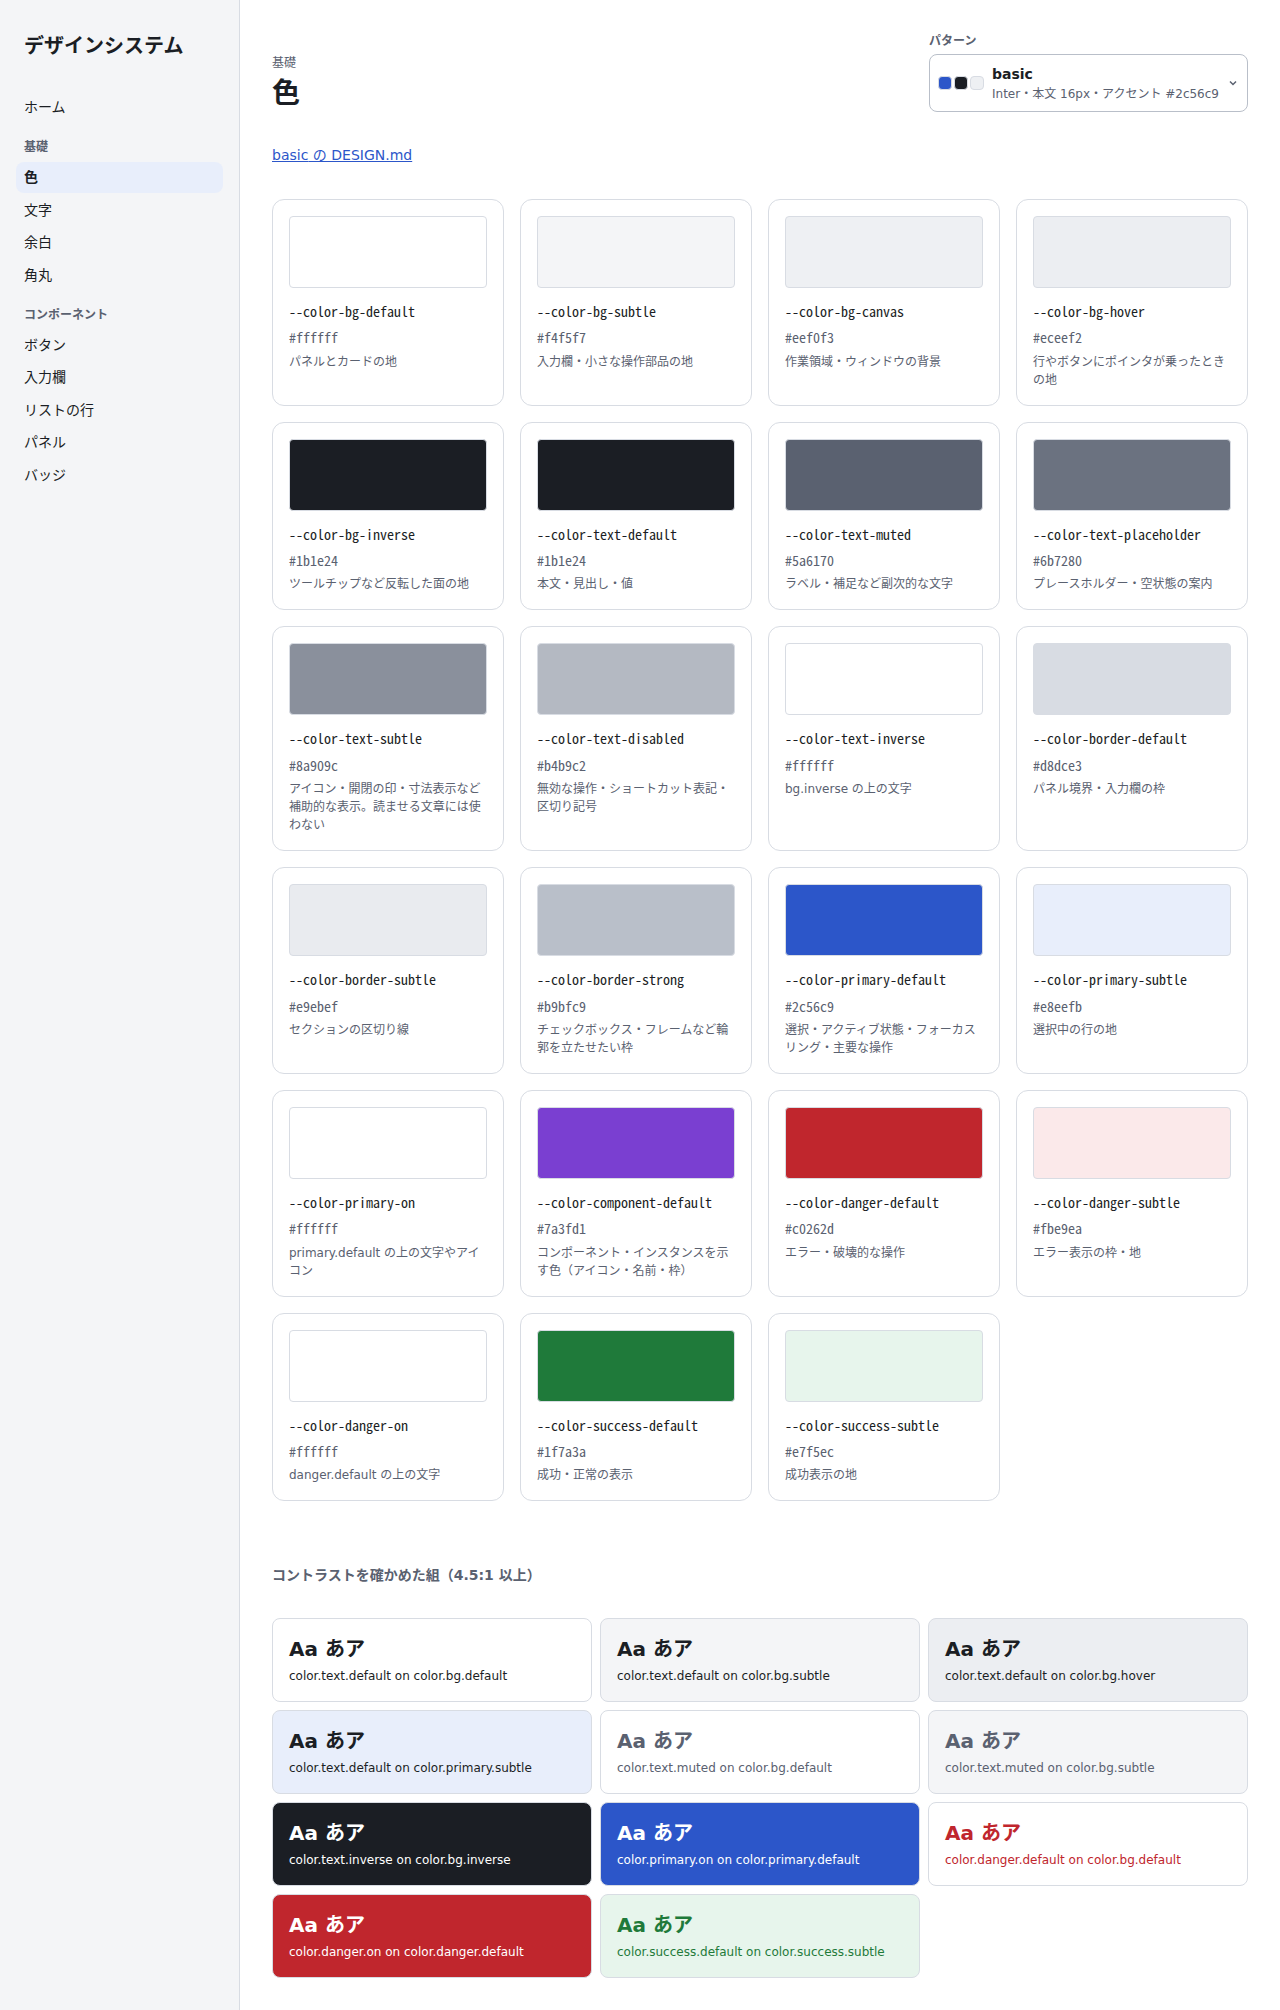 デザインシステム
ホーム
基礎
色
文字
余白
角丸
コンポーネント
ボタン
入力欄
リストの行
パネル
バッジ
基礎
色
パターン
basic
Inter・本文 16px・アクセント #2c56c9
basic の DESIGN.md
--color-bg-default
#ffffff
パネルとカードの地
--color-bg-subtle
#f4f5f7
入力欄・小さな操作部品の地
--color-bg-canvas
#eef0f3
作業領域・ウィンドウの背景
--color-bg-hover
#eceef2
行やボタンにポインタが乗ったとき
の地
--color-bg-inverse
#1b1e24
ツールチップなど反転した面の地
--color-text-default
#1b1e24
本文・見出し・値
--color-text-muted
#5a6170
ラベル・補足など副次的な文字
--color-text-placeholder
#6b7280
プレースホルダー・空状態の案内
--color-text-subtle
#8a909c
アイコン・開閉の印・寸法表示など
補助的な表示。読ませる文章には使
わない
--color-text-disabled
#b4b9c2
無効な操作・ショートカット表記・
区切り記号
--color-text-inverse
#ffffff
bg.inverse の上の文字
--color-border-default
#d8dce3
パネル境界・入力欄の枠
--color-border-subtle
#e9ebef
セクションの区切り線
--color-border-strong
#b9bfc9
チェックボックス・フレームなど輪
郭を立たせたい枠
--color-primary-default
#2c56c9
選択・アクティブ状態・フォーカス
リング・主要な操作
--color-primary-subtle
#e8eefb
選択中の行の地
--color-primary-on
#ffffff
primary.default の上の文字やアイ
コン
--color-component-default
#7a3fd1
コンポーネント・インスタンスを示
す色（アイコン・名前・枠）
--color-danger-default
#c0262d
エラー・破壊的な操作
--color-danger-subtle
#fbe9ea
エラー表示の枠・地
--color-danger-on
#ffffff
danger.default の上の文字
--color-success-default
#1f7a3a
成功・正常の表示
--color-success-subtle
#e7f5ec
成功表示の地
コントラストを確かめた組（4.5:1 以上）
Aa あア
color.text.default on color.bg.default
Aa あア
color.text.default on color.bg.subtle
Aa あア
color.text.default on color.bg.hover
Aa あア
color.text.default on color.primary.subtle
Aa あア
color.text.muted on color.bg.default
Aa あア
color.text.muted on color.bg.subtle
Aa あア
color.text.inverse on color.bg.inverse
Aa あア
color.primary.on on color.primary.default
Aa あア
color.danger.default on color.bg.default
Aa あア
color.danger.on on color.danger.default
Aa あア
color.success.default on color.success.subtle